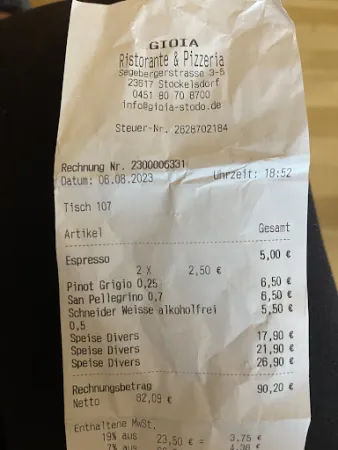 GIOIA
Ristorante & Pizzeria
Segebergerstrasse 3-5
23617 Stockelsdorf
0451 80 70 8700
info@gioia-stodo.de
Steuer-Nr. 2628702184
Rechnung Nr. 2300006331
Datum: 06.08.2023 Uhrzeit: 18:52
Tisch 107
Artikel Gesamt
Espresso 5,00 €
2 X 2,50 €
Pinot Grigio 0,25 6,50 €
San Pellegrino 0,7 6,50 €
Schneider Weisse alkoholfrei 5,50 €
0,5
Speise Divers 17,90 €
Speise Divers 21,90 €
Speise Divers 26,90 €
Rechnungsbetrag 90,20 €
Netto 82,09 €
Enthaltene MwSt.
19% aus 23,50 € = 3,75 €
7% aus € = 4,36 €